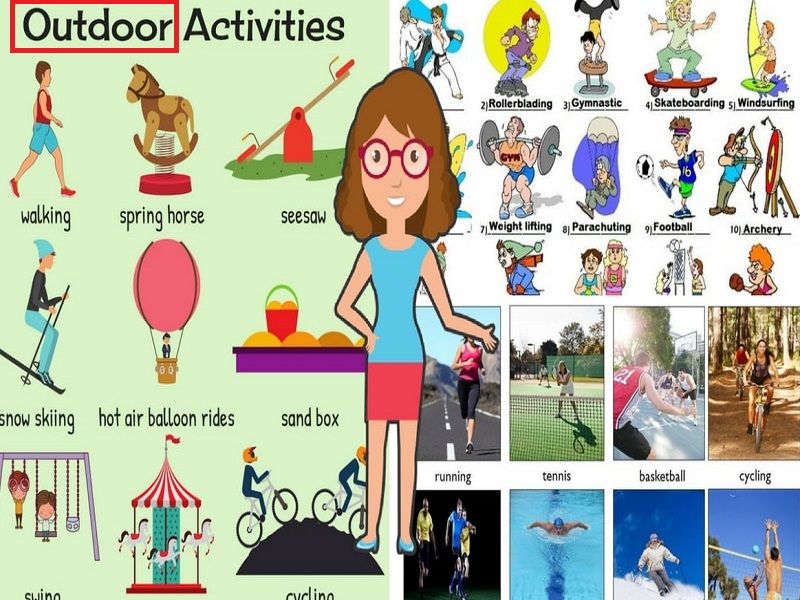 Outdoor Activities
walking
spring horse
seesaw
snow skiing
hot air balloon rides
sand box
swing
cycling
2) Rollerblading
3) Gymnastic
4) Skateboarding
5) Windsurfing
GYM
16
7) Weight lifting
8) Parachuting
9) Football
10) Archery
21
running
tennis
basketball
cycling